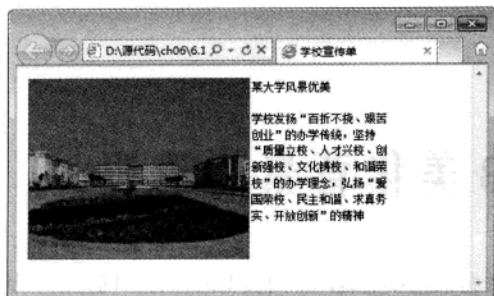 D:\源代码\ch06\6.1
学校宣传单
某大学风景优美
学校发扬“百折不挠、艰苦
创业”的办学传统,坚持
“质量立校、人才兴校、创
新强校、文化铸校、和谐荣
校”的办学理念,弘扬“爱
国荣校、民主和谐、求真务
实、开放创新”的精神